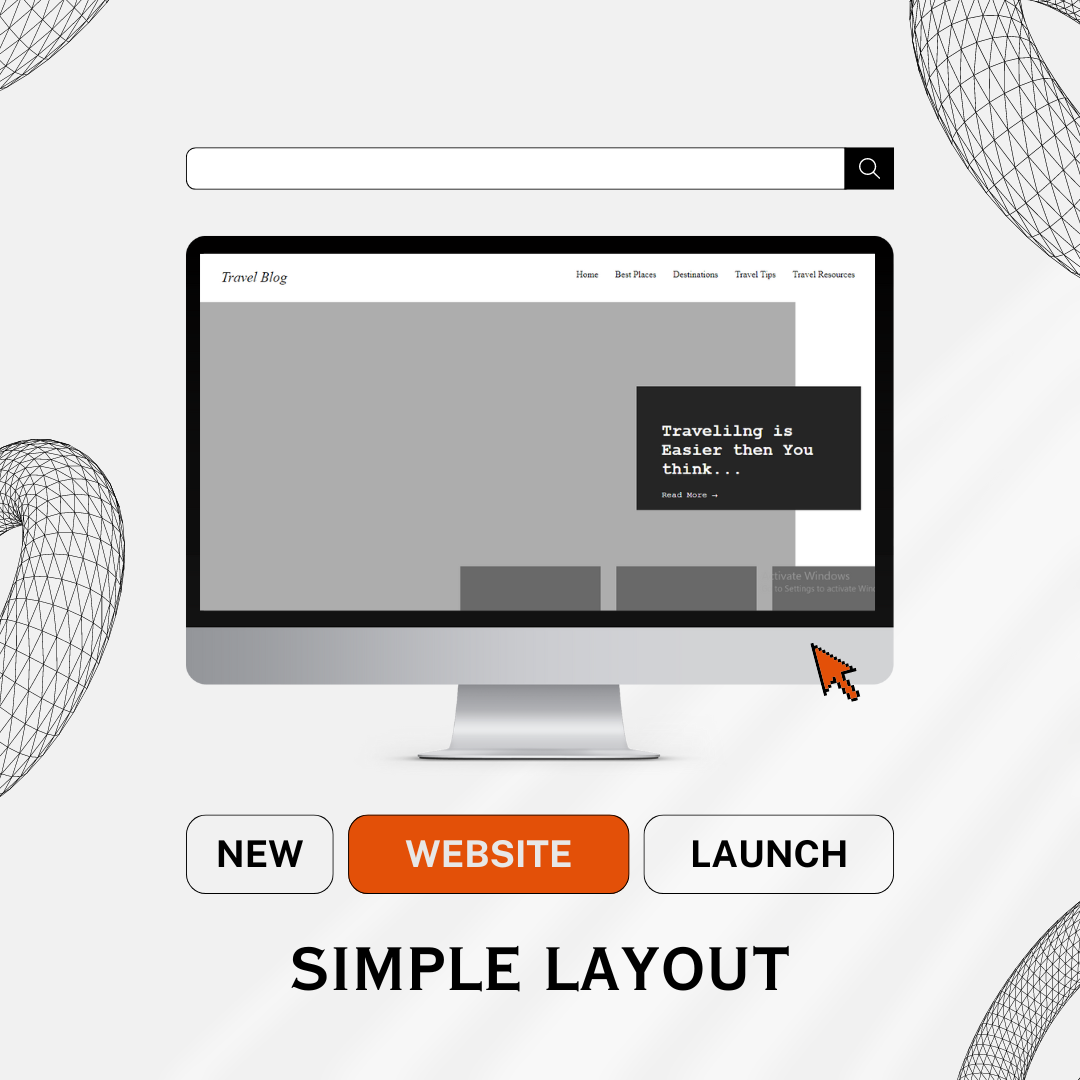 Travel Blog
Home Best Places Destinations Travel Tips Travel Resources
Travelilng is
Easier then You
think...
Read More →
tivate Windows
to Settings to activate Win
NEW WEBSITE LAUNCH
SIMPLE LAYOUT